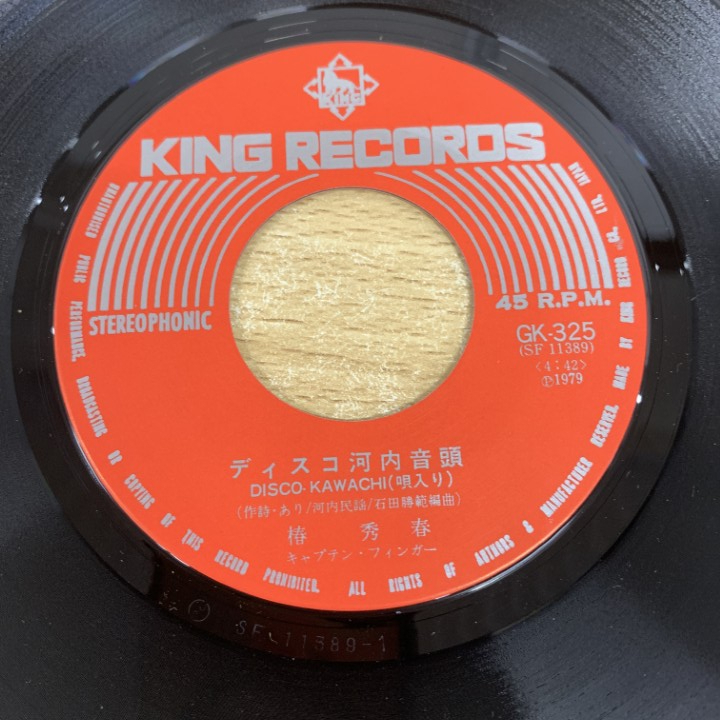 KING
KING RECORDS
STEREOPHONIC
45 R.P.M.
GK-325
(SF 11389)
〈4:42〉
Ⓟ1979
ディスコ河内音頭
DISCO・KAWACHI(唄入り)
(作詩・あり/河内民謡/石田勝範編曲)
椿 秀春
キャプテン・フィンガー
UNAUTHORIZED PUBLIC PERFORMANCE, BROADCASTING OR COPYING OF THIS RECORD PROHIBITED. ALL RIGHTS OF AUTHORS & MANUFACTURER RESERVED. MADE BY KING RECORD CO., LTD. JAPAN
SF-11389-1